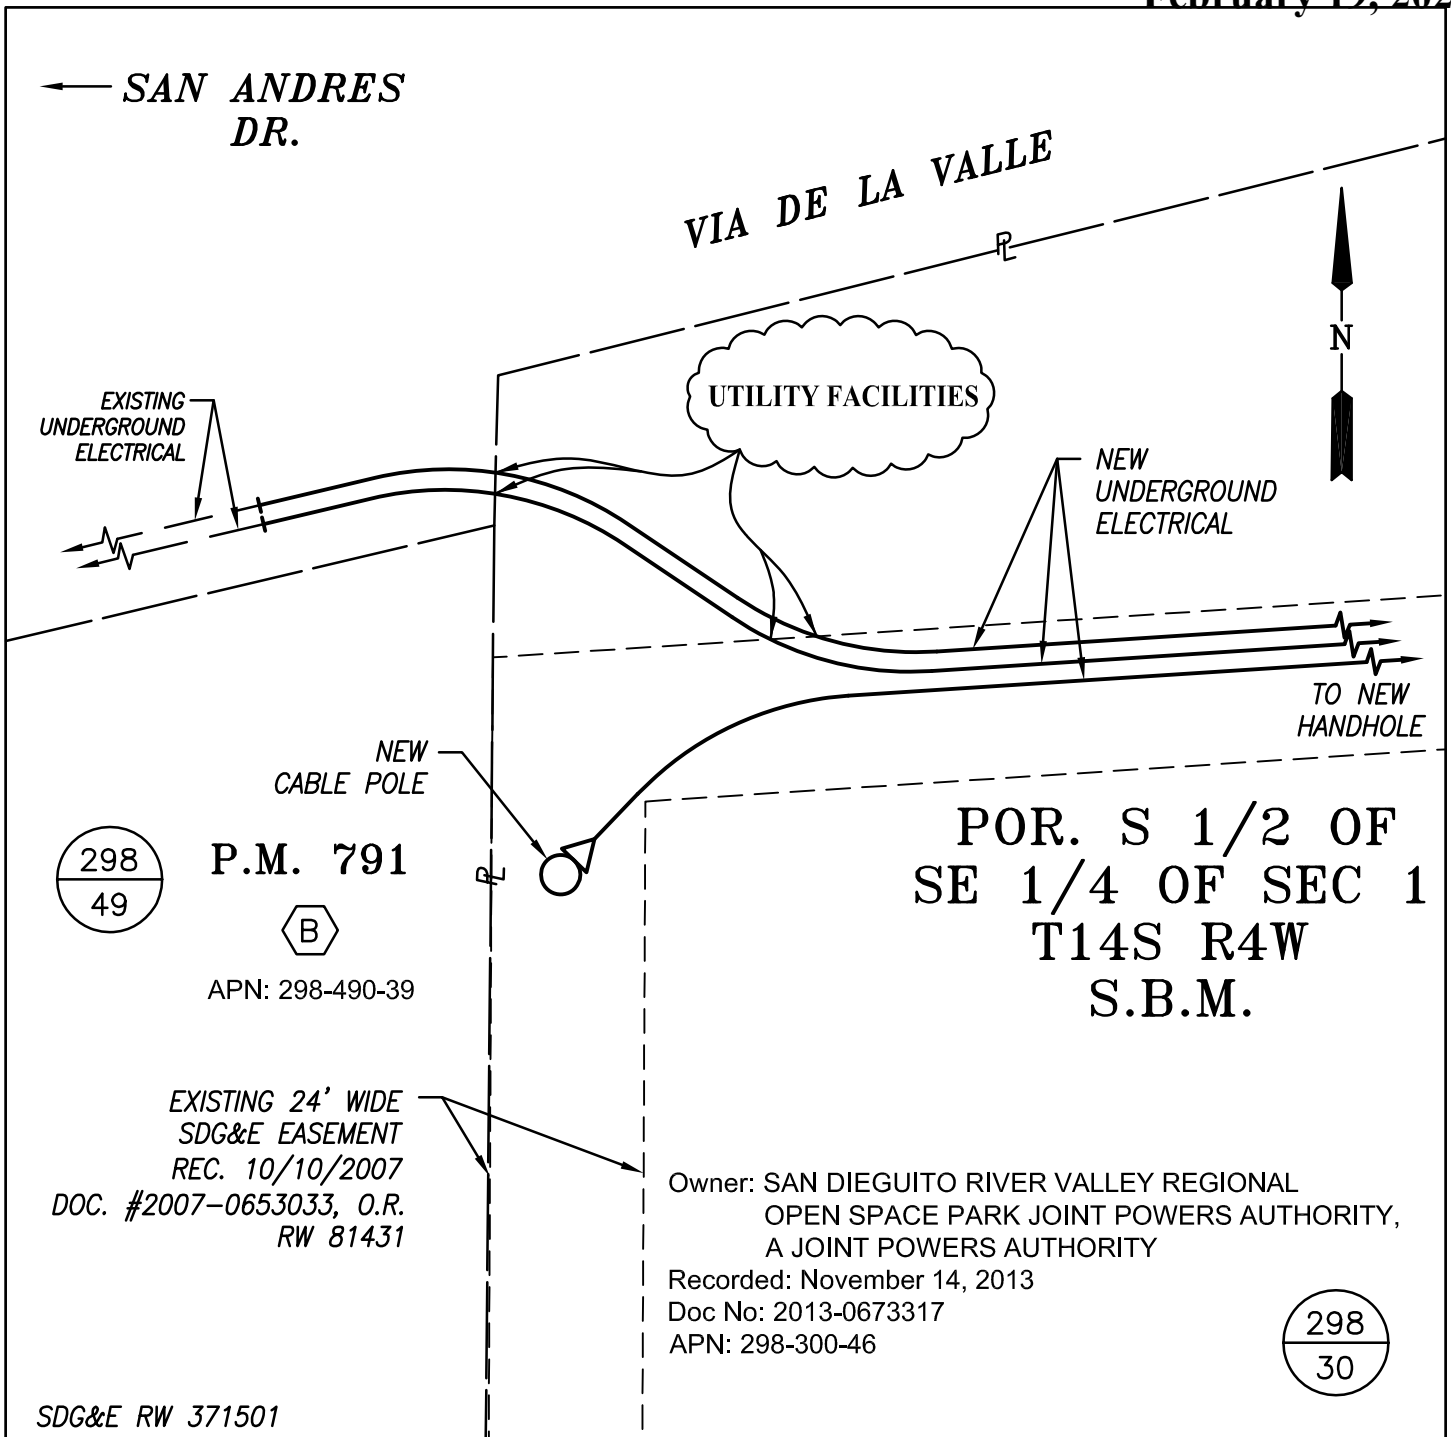 SAN ANDRES
DR.
VIA DE LA VALLE
PL
N
UTILITY FACILITIES
EXISTING
UNDERGROUND
ELECTRICAL
NEW
UNDERGROUND
ELECTRICAL
TO NEW
HANDHOLE
NEW
CABLE POLE
298
49
P.M. 791
B
APN: 298-490-39
PL
POR. S 1/2 OF
SE 1/4 OF SEC 1
T14S R4W
S.B.M.
EXISTING 24' WIDE
SDG&E EASEMENT
REC. 10/10/2007
DOC. #2007-0653033, O.R.
RW 81431
Owner: SAN DIEGUITO RIVER VALLEY REGIONAL
OPEN SPACE PARK JOINT POWERS AUTHORITY,
A JOINT POWERS AUTHORITY
Recorded: November 14, 2013
Doc No: 2013-0673317
APN: 298-300-46
298
30
SDG&E RW 371501